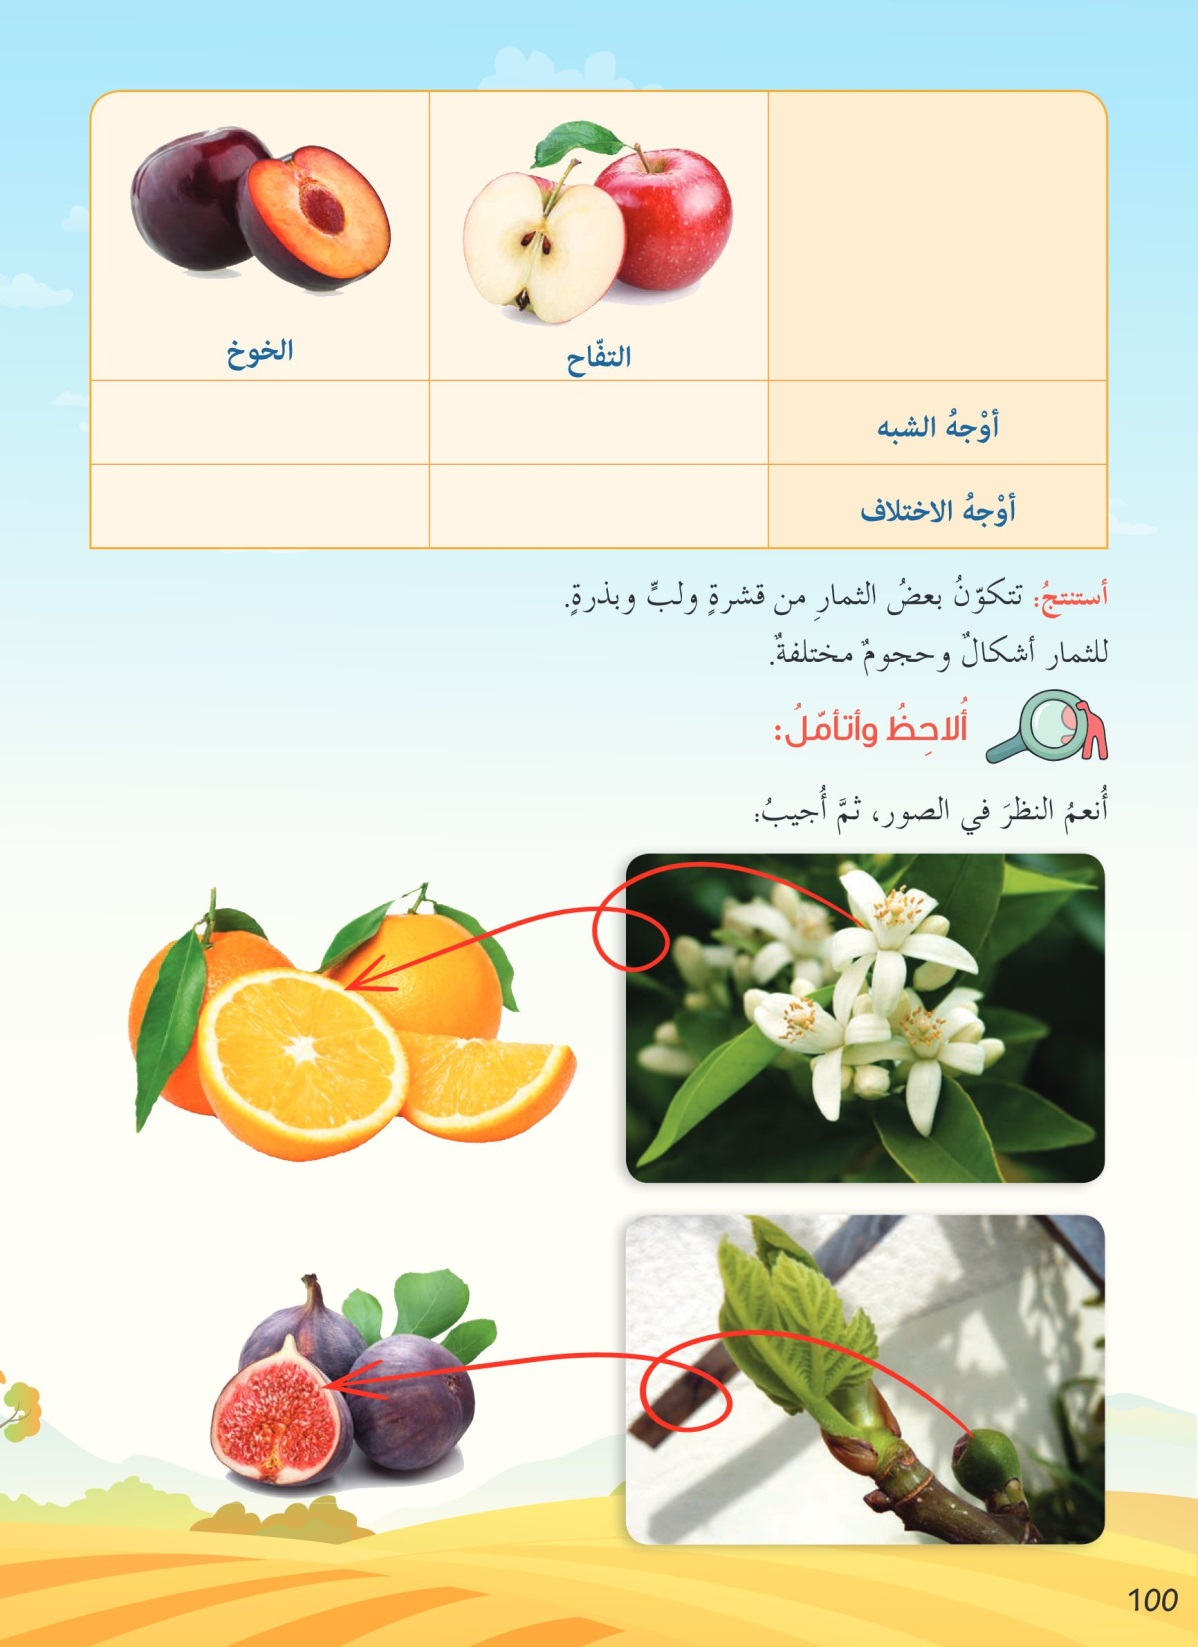 التفّاح
الخوخ
أوْجهُ الشبه
أوْجهُ الاختلاف
أستنتجُ: تتكوّنُ بعضُ الثمارِ من قشرةٍ ولبٍّ وبذرةٍ.
للثمار أشكالٌ وحجومٌ مختلفةٌ.
أُلاحِظُ وأتأمّلُ:
أُنعمُ النظرَ في الصور، ثمَّ أُجيبُ:
100